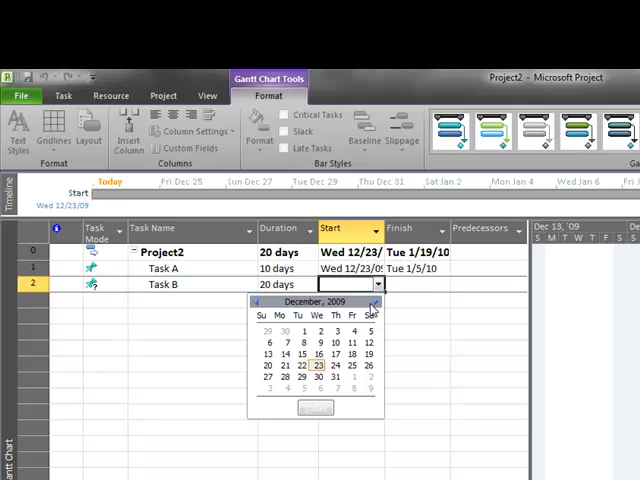 Gantt Chart Tools
Project2 - Microsoft Project
File Task Resource Project View Format
Text Styles
Gridlines
Layout
Format
Insert Column
Column Settings
Custom Fields
Columns
Format
Critical Tasks
Slack
Late Tasks
Baseline
Slippage
Bar Styles
Timeline
Start
Wed 12/23/09
Today
Fri Dec 25 Sun Dec 27 Tue Dec 29 Thu Dec 31 Sat Jan 2 Mon Jan 4 Wed Jan 6 Fri Ja
Task Mode Task Name Duration Start Finish Predecessors
Dec 13, '09
S M T W T F S
0 Project2 20 days Wed 12/23/ Tue 1/19/10
1 Task A 10 days Wed 12/23/09 Tue 1/5/10
2 Task B 20 days
December, 2009
Su Mo Tu We Th Fr Sa
29 30 1 2 3 4 5
6 7 8 9 10 11 12
13 14 15 16 17 18 19
20 21 22 23 24 25 26
27 28 29 30 31 1 2
3 4 5 6 7 8 9
Gantt Chart